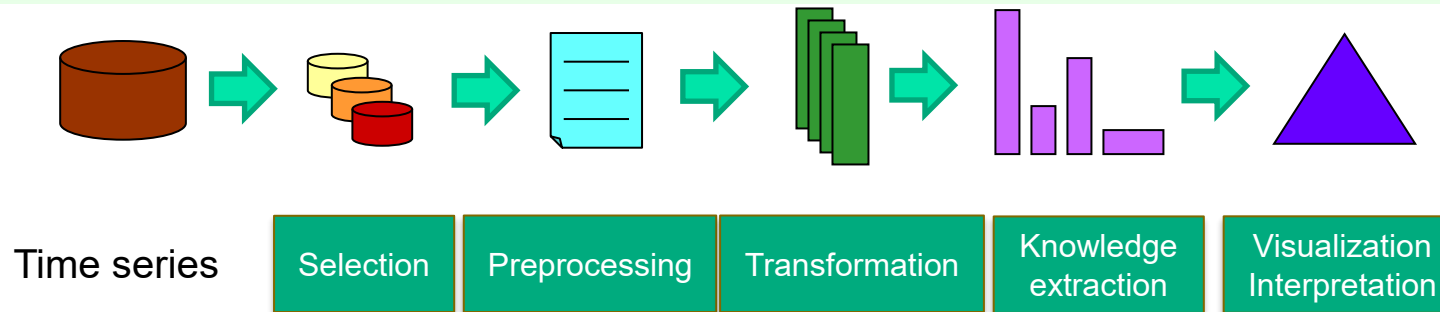 Time series
Selection
Preprocessing
Transformation
Knowledge
extraction
Visualization
Interpretation